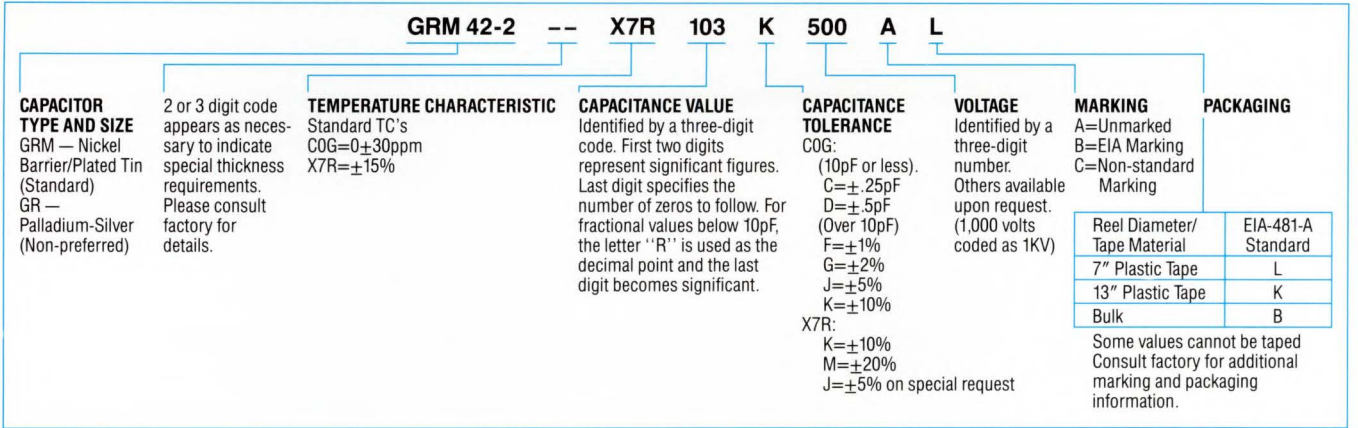 GRM 42-2 -- X7R 103 K 500 A L
CAPACITOR
TYPE AND SIZE
GRM — Nickel
Barrier/Plated Tin
(Standard)
GR —
Palladium-Silver
(Non-preferred)
2 or 3 digit code
appears as neces-
sary to indicate
special thickness
requirements.
Please consult
factory for
details.
TEMPERATURE CHARACTERISTIC
Standard TC's
C0G=0±30ppm
X7R=±15%
CAPACITANCE VALUE
Identified by a three-digit
code. First two digits
represent significant figures.
Last digit specifies the
number of zeros to follow. For
fractional values below 10pF,
the letter ''R'' is used as the
decimal point and the last
digit becomes significant.
CAPACITANCE
TOLERANCE
C0G:
(10pF or less).
C=±.25pF
D=±.5pF
(Over 10pF)
F=±1%
G=±2%
J=±5%
K=±10%
X7R:
K=±10%
M=±20%
J=±5% on special request
VOLTAGE
Identified by a
three-digit
number.
Others available
upon request.
(1,000 volts
coded as 1KV)
MARKING
A=Unmarked
B=EIA Marking
C=Non-standard
Marking
PACKAGING
Reel Diameter/ EIA-481-A
Tape Material Standard
7″ Plastic Tape L
13″ Plastic Tape K
Bulk B
Some values cannot be taped
Consult factory for additional
marking and packaging
information.